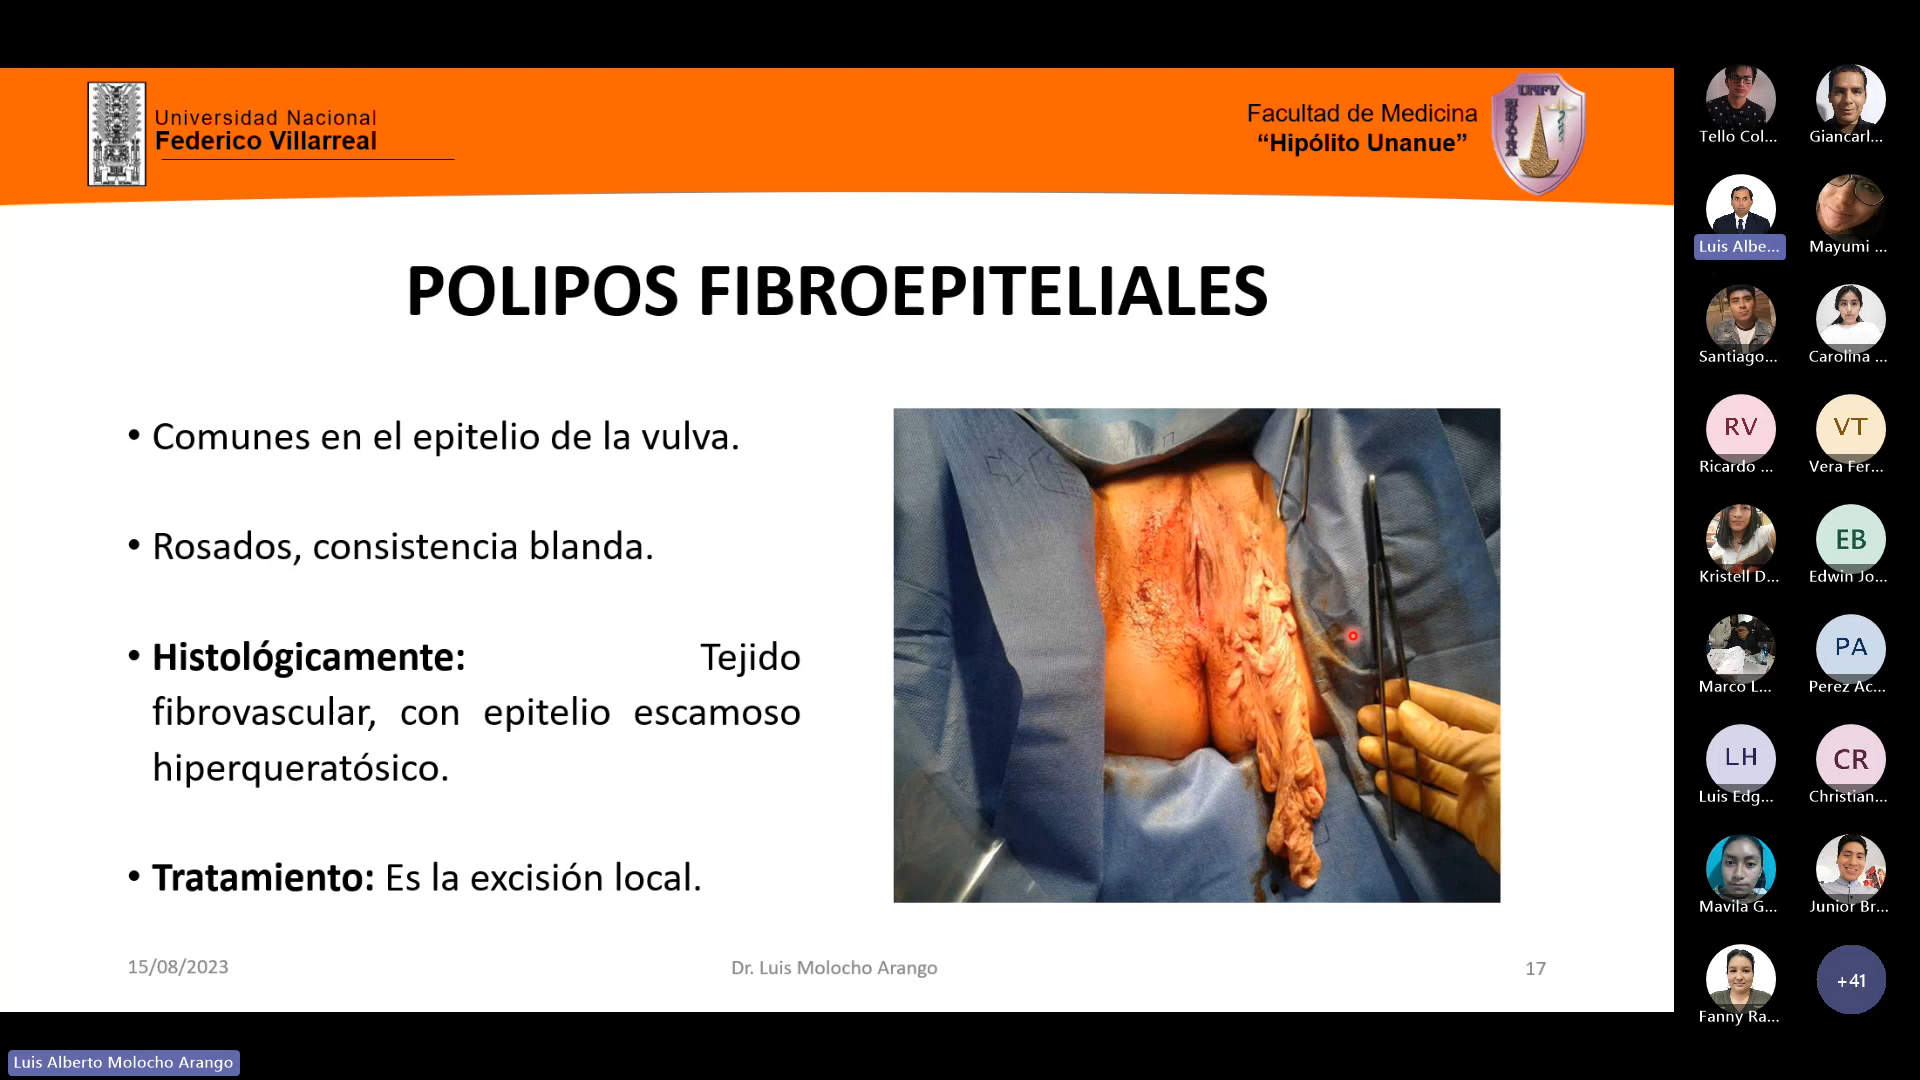 Universidad Nacional
Federico Villarreal
Facultad de Medicina
“Hipólito Unanue”
UNFV
POLIPOS FIBROEPITELIALES
• Comunes en el epitelio de la vulva.
• Rosados, consistencia blanda.
• Histológicamente: Tejido
fibrovascular, con epitelio escamoso
hiperqueratósico.
• Tratamiento: Es la excisión local.
15/08/2023
Dr. Luis Molocho Arango
17
Tello Col...
Giancarl...
Luis Albe...
Mayumi ...
Santiago...
Carolina ...
RV
Ricardo ...
VT
Vera Fer...
Kristell D...
EB
Edwin Jo...
Marco L...
PA
Perez Ac...
LH
Luis Edg...
CR
Christian...
Mavila G...
Junior Br...
Fanny Ra...
+41
Luis Alberto Molocho Arango